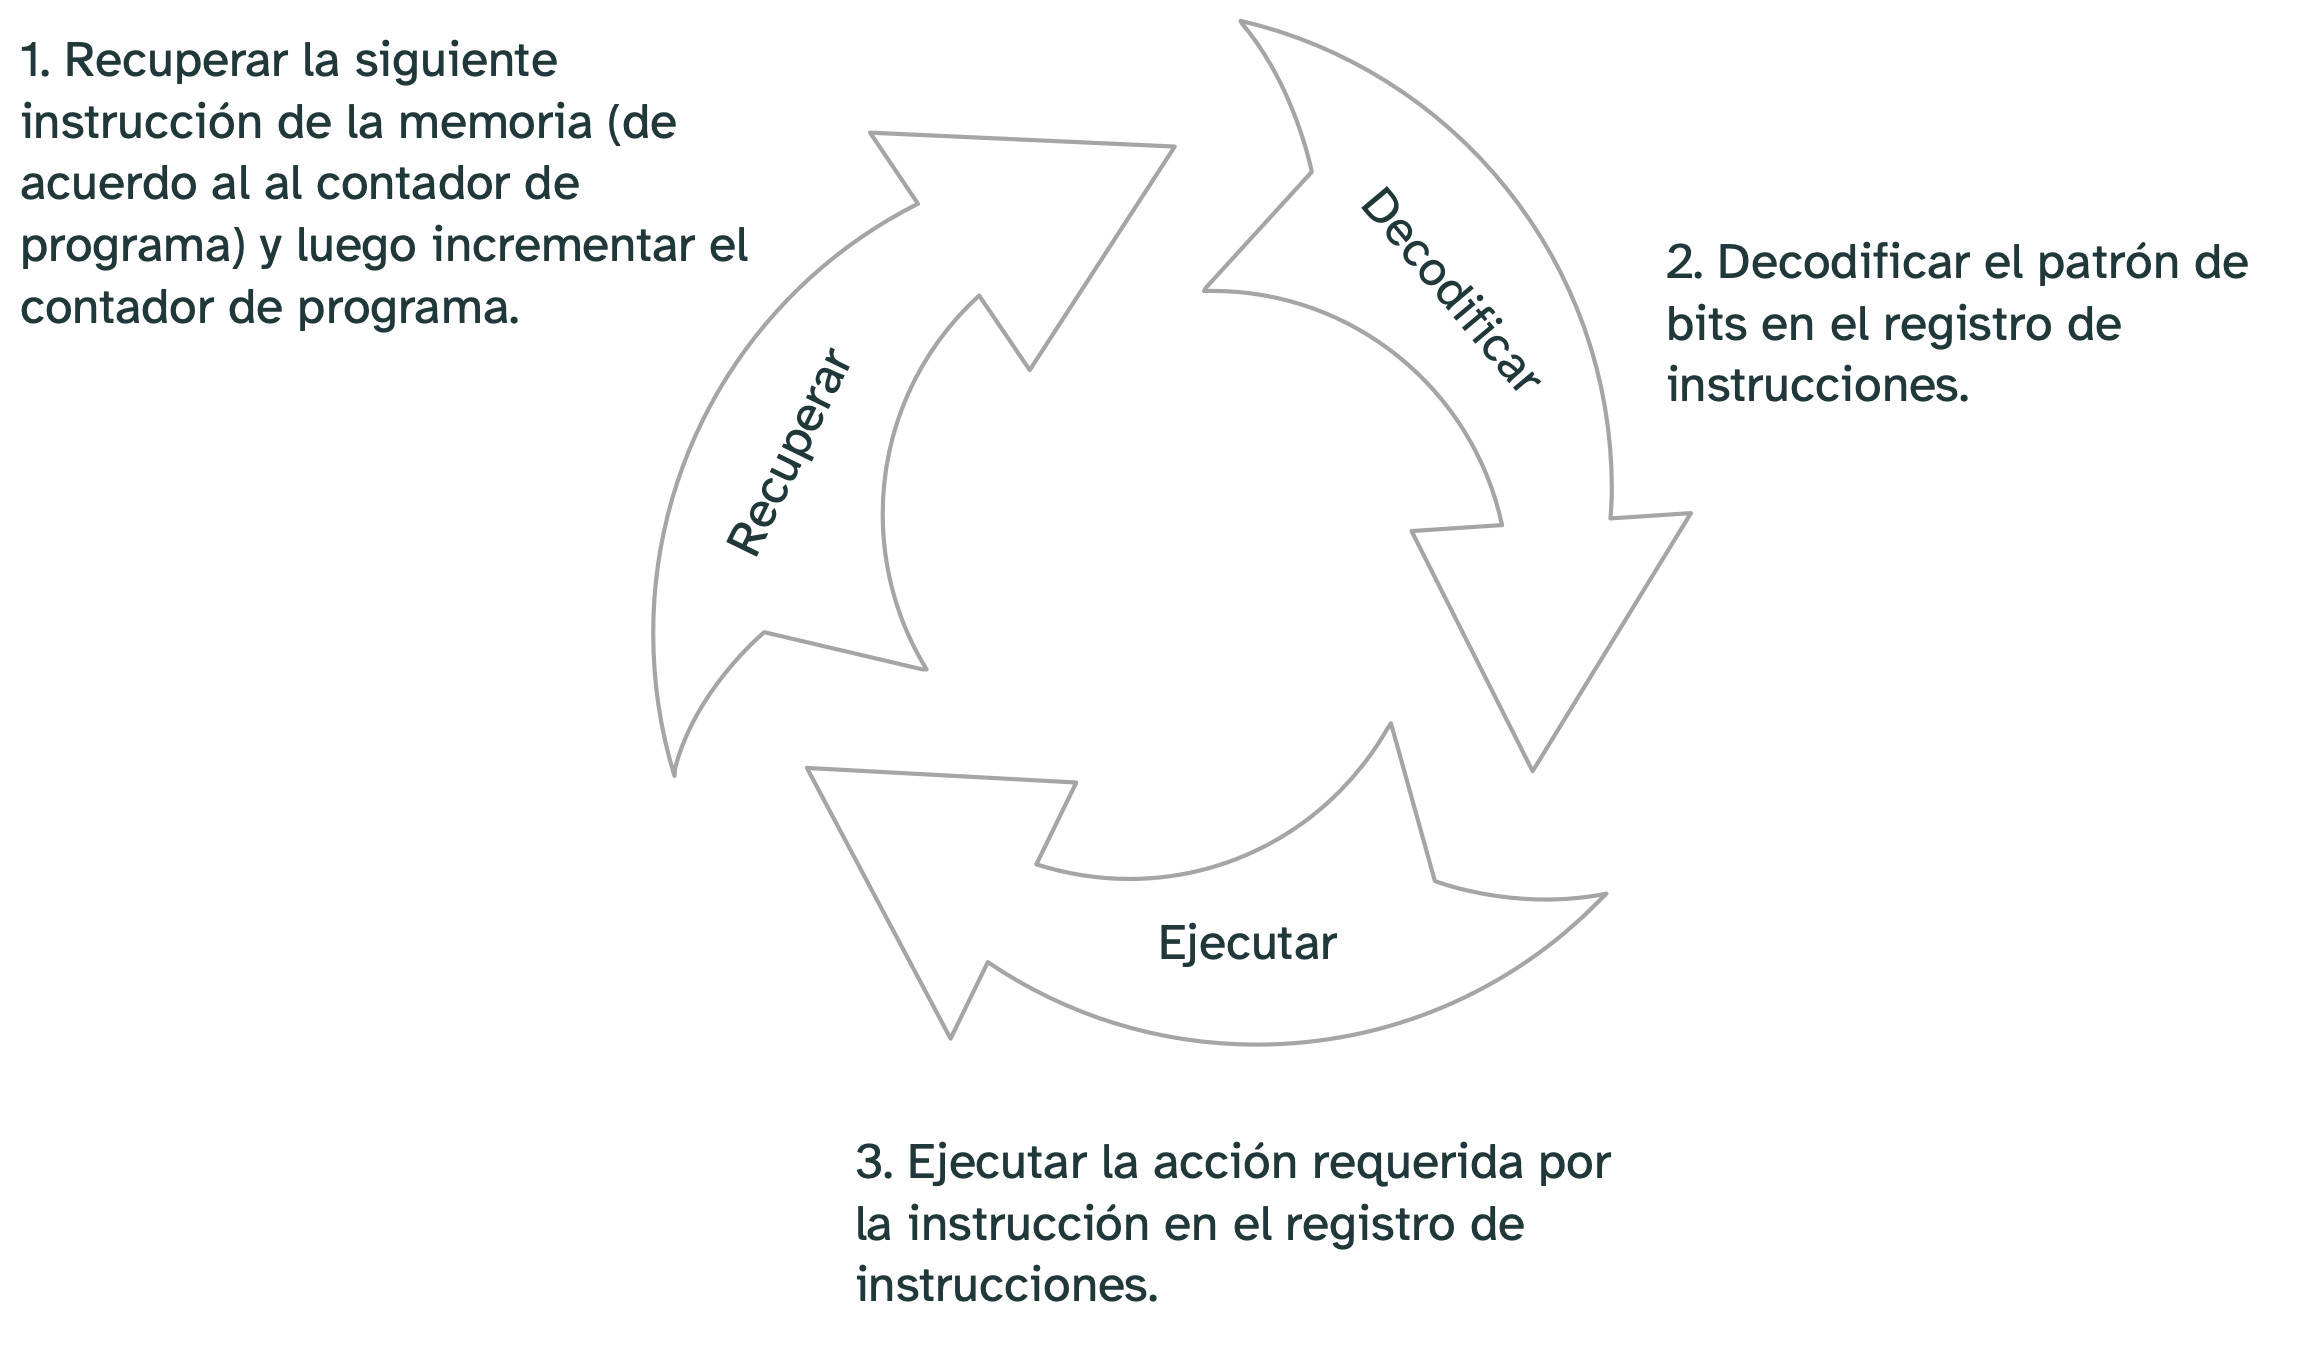 1. Recuperar la siguiente
instrucción de la memoria (de
acuerdo al al contador de
programa) y luego incrementar el
contador de programa.
Recuperar
Decodificar
2. Decodificar el patrón de
bits en el registro de
instrucciones.
Ejecutar
3. Ejecutar la acción requerida por
la instrucción en el registro de
instrucciones.